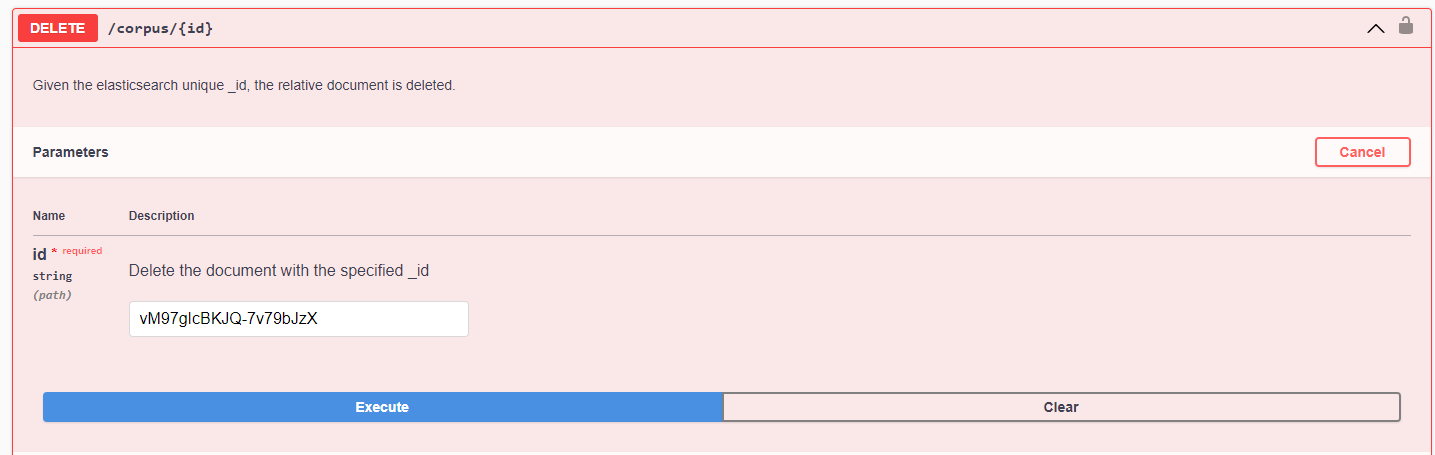 DELETE /corpus/{id}
Given the elasticsearch unique _id, the relative document is deleted.
Parameters Cancel
Name Description
id * required
string
(path)
Delete the document with the specified _id
vM97glcBKJQ-7v79bJzX
Execute Clear